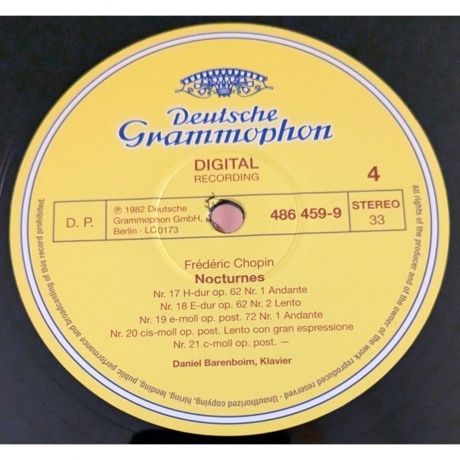 Deutsche
Grammophon
DIGITAL
RECORDING
4
D. P.
℗ 1982 Deutsche
Grammophon GmbH,
Berlin · LC 0173
486 459-9
STEREO
33
Frédéric Chopin
Nocturnes
Nr. 17 H-dur op. 62 Nr. 1 Andante
Nr. 18 E-dur op. 62 Nr. 2 Lento
Nr. 19 e-moll op. post. 72 Nr. 1 Andante
Nr. 20 cis-moll op. post. Lento con gran espressione
Nr. 21 c-moll op. post. —
Daniel Barenboim, Klavier
All rights of the producer and of the owner of the work reproduced reserved · Unauthorized copying, hiring, lending, public performance and broadcasting of this record prohibited.